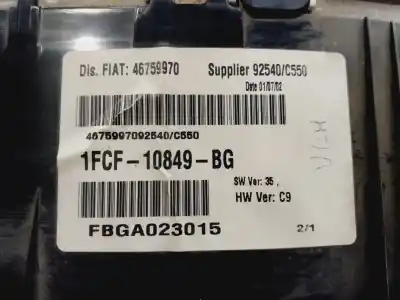 Dis. FIAT: 46759970 Supplier 92540/C550
Date 01/07/02
4675997092540/C550
1FCF-10849-BG
SW Ver: 35 ,
HW Ver: C9
FBGA023015
2/1